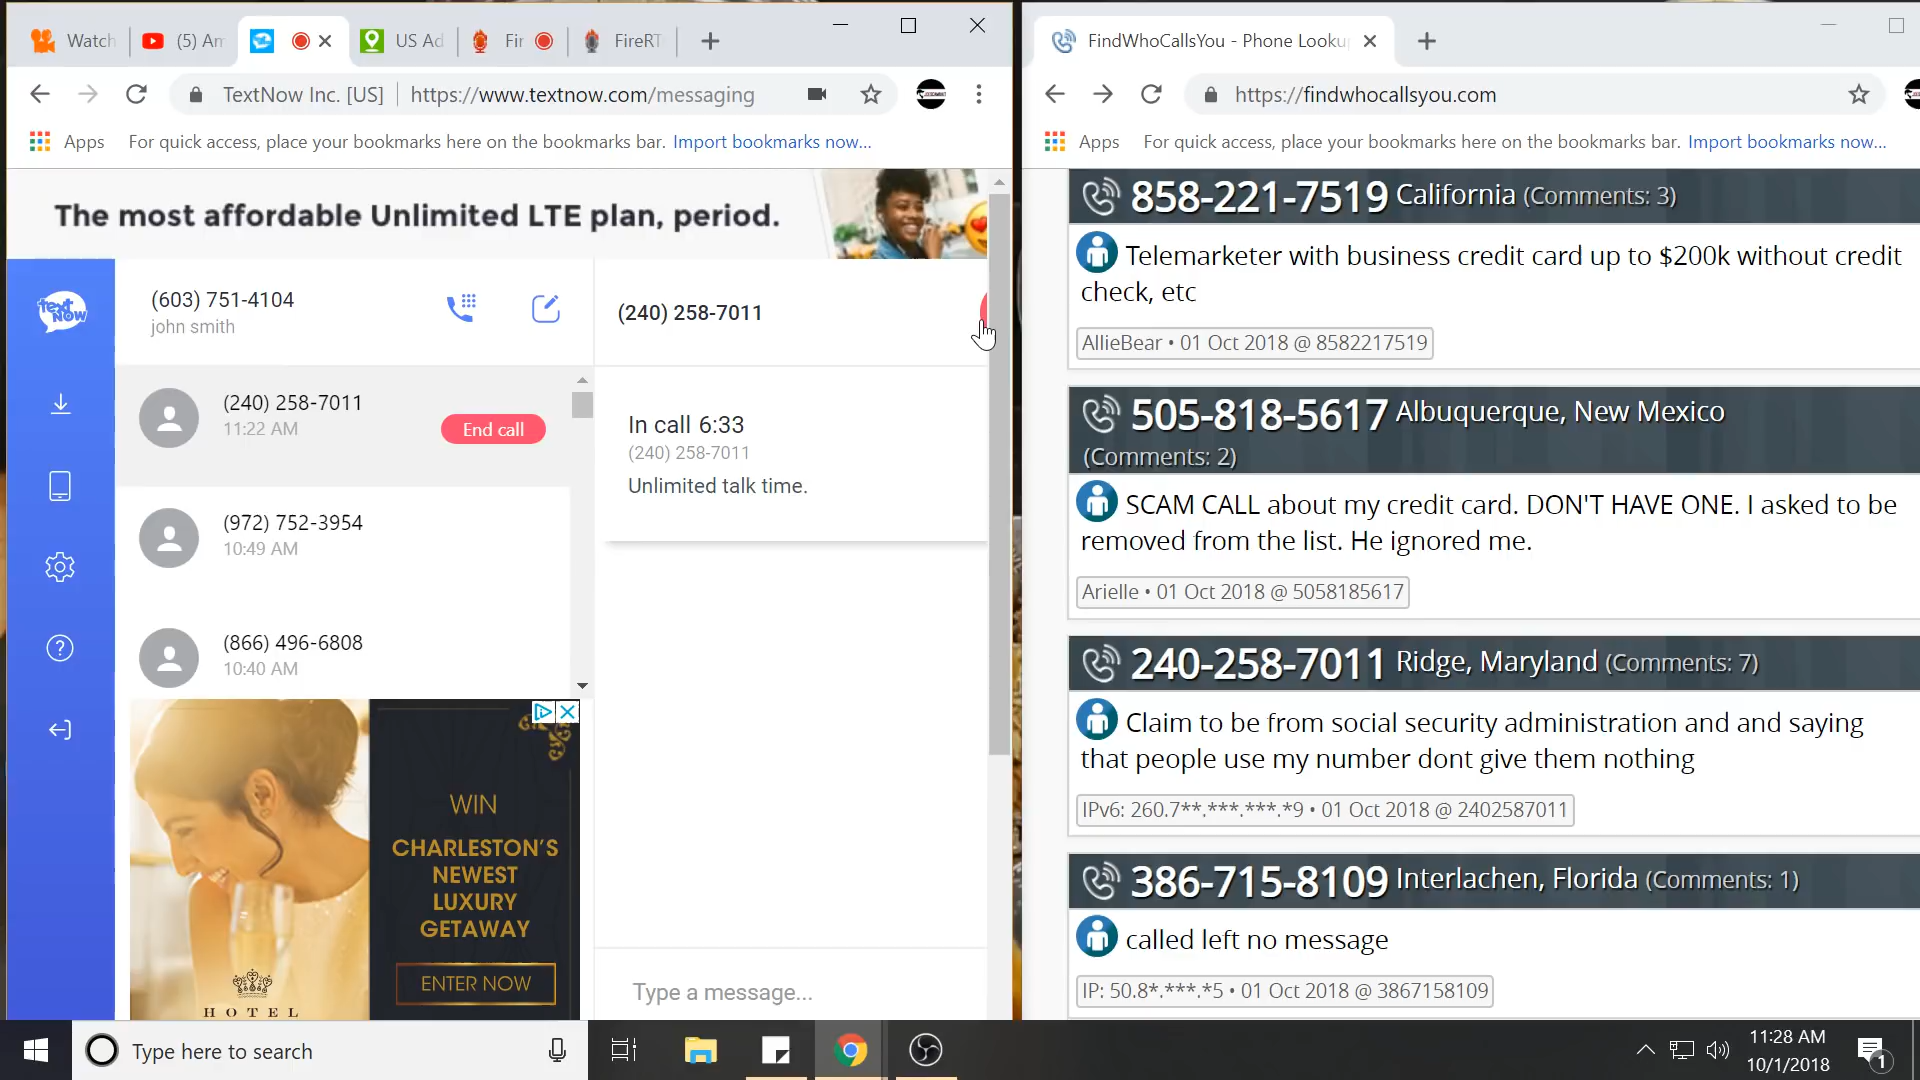 Watch
(5) An
US Ad
Fir
FireRT
TextNow Inc. [US]
https://www.textnow.com/messaging
Apps
For quick access, place your bookmarks here on the bookmarks bar.
Import bookmarks now...
The most affordable Unlimited LTE plan, period.
text
now
(603) 751-4104
john smith
(240) 258-7011
(240) 258-7011
11:22 AM
End call
In call 6:33
(240) 258-7011
Unlimited talk time.
(972) 752-3954
10:49 AM
(866) 496-6808
10:40 AM
WIN
CHARLESTON'S
NEWEST
LUXURY
GETAWAY
ENTER NOW
HOTEL
Type a message...
FindWhoCallsYou - Phone Looku
https://findwhocallsyou.com
Apps
For quick access, place your bookmarks here on the bookmarks bar.
Import bookmarks now...
858-221-7519 California (Comments: 3)
Telemarketer with business credit card up to $200k without credit
check, etc
AllieBear • 01 Oct 2018 @ 8582217519
505-818-5617 Albuquerque, New Mexico
(Comments: 2)
SCAM CALL about my credit card. DON'T HAVE ONE. I asked to be
removed from the list. He ignored me.
Arielle • 01 Oct 2018 @ 5058185617
240-258-7011 Ridge, Maryland (Comments: 7)
Claim to be from social security administration and and saying
that people use my number dont give them nothing
IPv6: 260.7**.***.***.*9 • 01 Oct 2018 @ 2402587011
386-715-8109 Interlachen, Florida (Comments: 1)
called left no message
IP: 50.8*.***.*5 • 01 Oct 2018 @ 3867158109
Type here to search
11:28 AM
10/1/2018
1